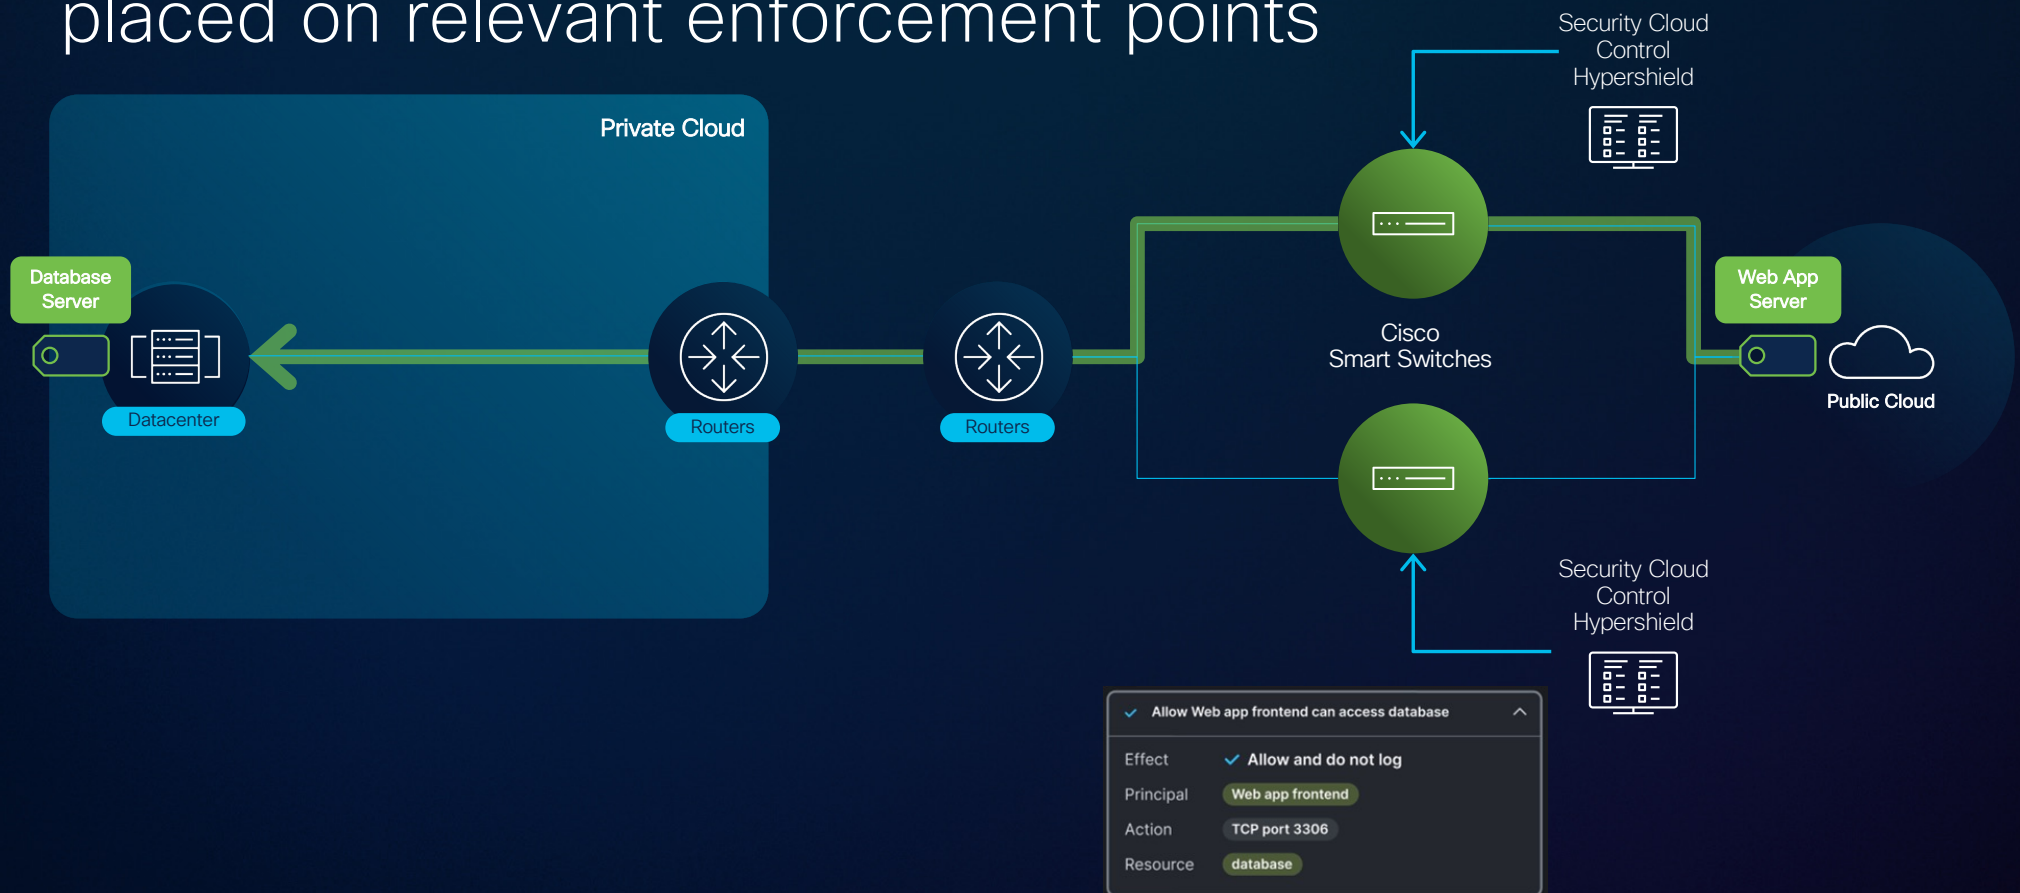 placed on relevant enforcement points
Security Cloud
Control
Hypershield
Private Cloud
Database
Server
Web App
Server
Cisco
Smart Switches
Public Cloud
Datacenter
Routers
Routers
Security Cloud
Control
Hypershield
Allow Web app frontend can access database
Effect Allow and do not log
Principal Web app frontend
Action TCP port 3306
Resource database